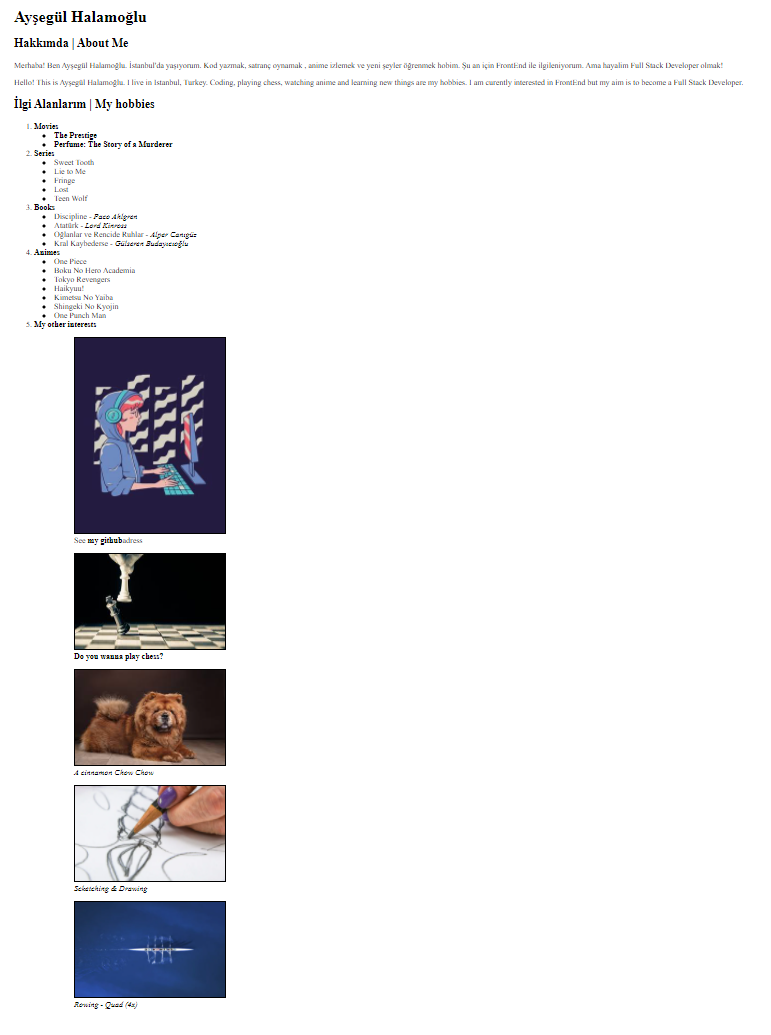 Ayşegül Halamoğlu
Hakkımda | About Me
Merhaba! Ben Ayşegül Halamoğlu. İstanbul'da yaşıyorum. Kod yazmak, satranç oynamak , anime izlemek ve yeni şeyler öğrenmek hobim. Şu an için FrontEnd ile ilgileniyorum. Ama hayalim Full Stack Developer olmak!
Hello! This is Ayşegül Halamoğlu. I live in Istanbul, Turkey. Coding, playing chess, watching anime and learning new things are my hobbies. I am curently interested in FrontEnd but my aim is to become a Full Stack Developer.
İlgi Alanlarım | My hobbies
1. Movies
• The Prestige
• Perfume: The Story of a Murderer
2. Series
• Sweet Tooth
• Lie to Me
• Fringe
• Lost
• Teen Wolf
3. Books
• Discipline - Paco Ahlgren
• Atatürk - Lord Kinross
• Oğlanlar ve Rencide Ruhlar - Alper Canıgüz
• Kral Kaybederse - Gülseren Budayıcıoğlu
4. Animes
• One Piece
• Boku No Hero Academia
• Tokyo Revengers
• Haikyuu!
• Kimetsu No Yaiba
• Shingeki No Kyojin
• One Punch Man
5. My other interests
See my githubadress
Do you wanna play chess?
A cinnamon Chow Chow
Scketching & Drawing
Rowing - Quad (4x)